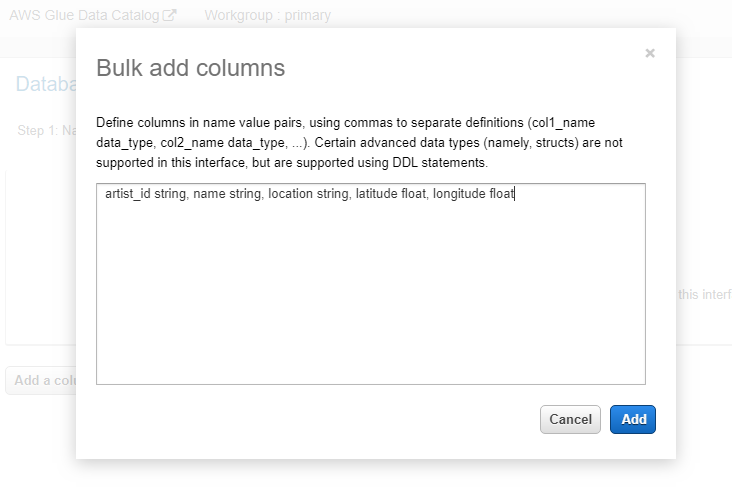 AWS Glue Data Catalog Workgroup : primary
Bulk add columns
×
Databa
Step 1: Na
Define columns in name value pairs, using commas to separate definitions (col1_name
data_type, col2_name data_type, ...). Certain advanced data types (namely, structs) are not
supported in this interface, but are supported using DDL statements.
artist_id string, name string, location string, latitude float, longitude float
this interf
Add a col
Cancel Add